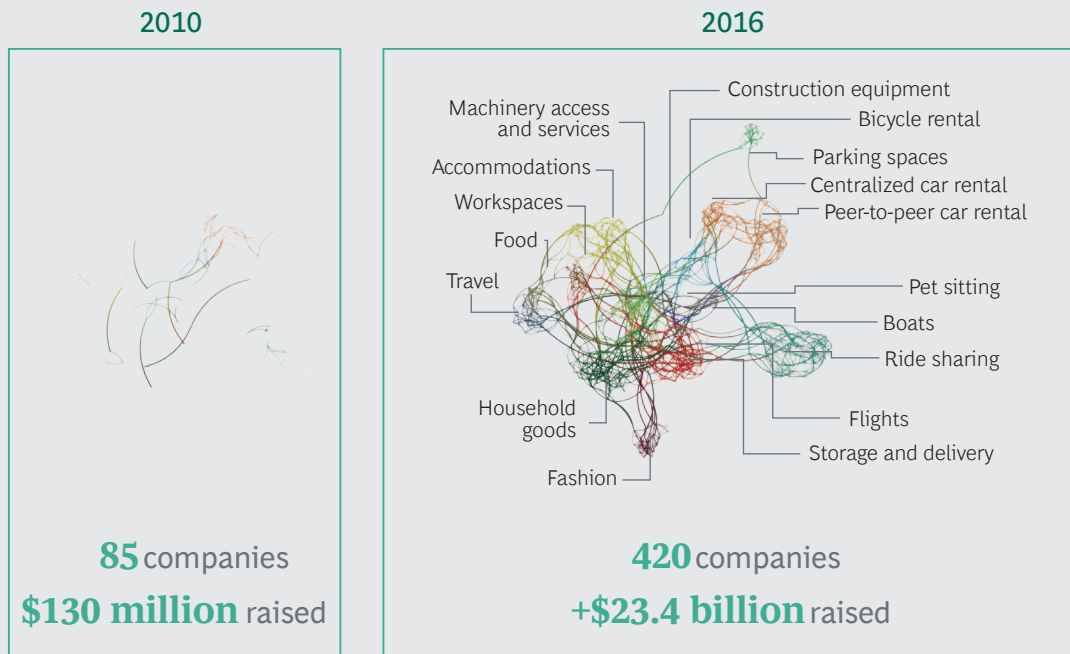 2010
85 companies
$130 million raised
2016
Construction equipment
Machinery access
and services
Bicycle rental
Parking spaces
Accommodations
Centralized car rental
Workspaces
Peer-to-peer car rental
Food
Travel
Pet sitting
Boats
Ride sharing
Household
goods
Flights
Storage and delivery
Fashion
420 companies
+$23.4 billion raised